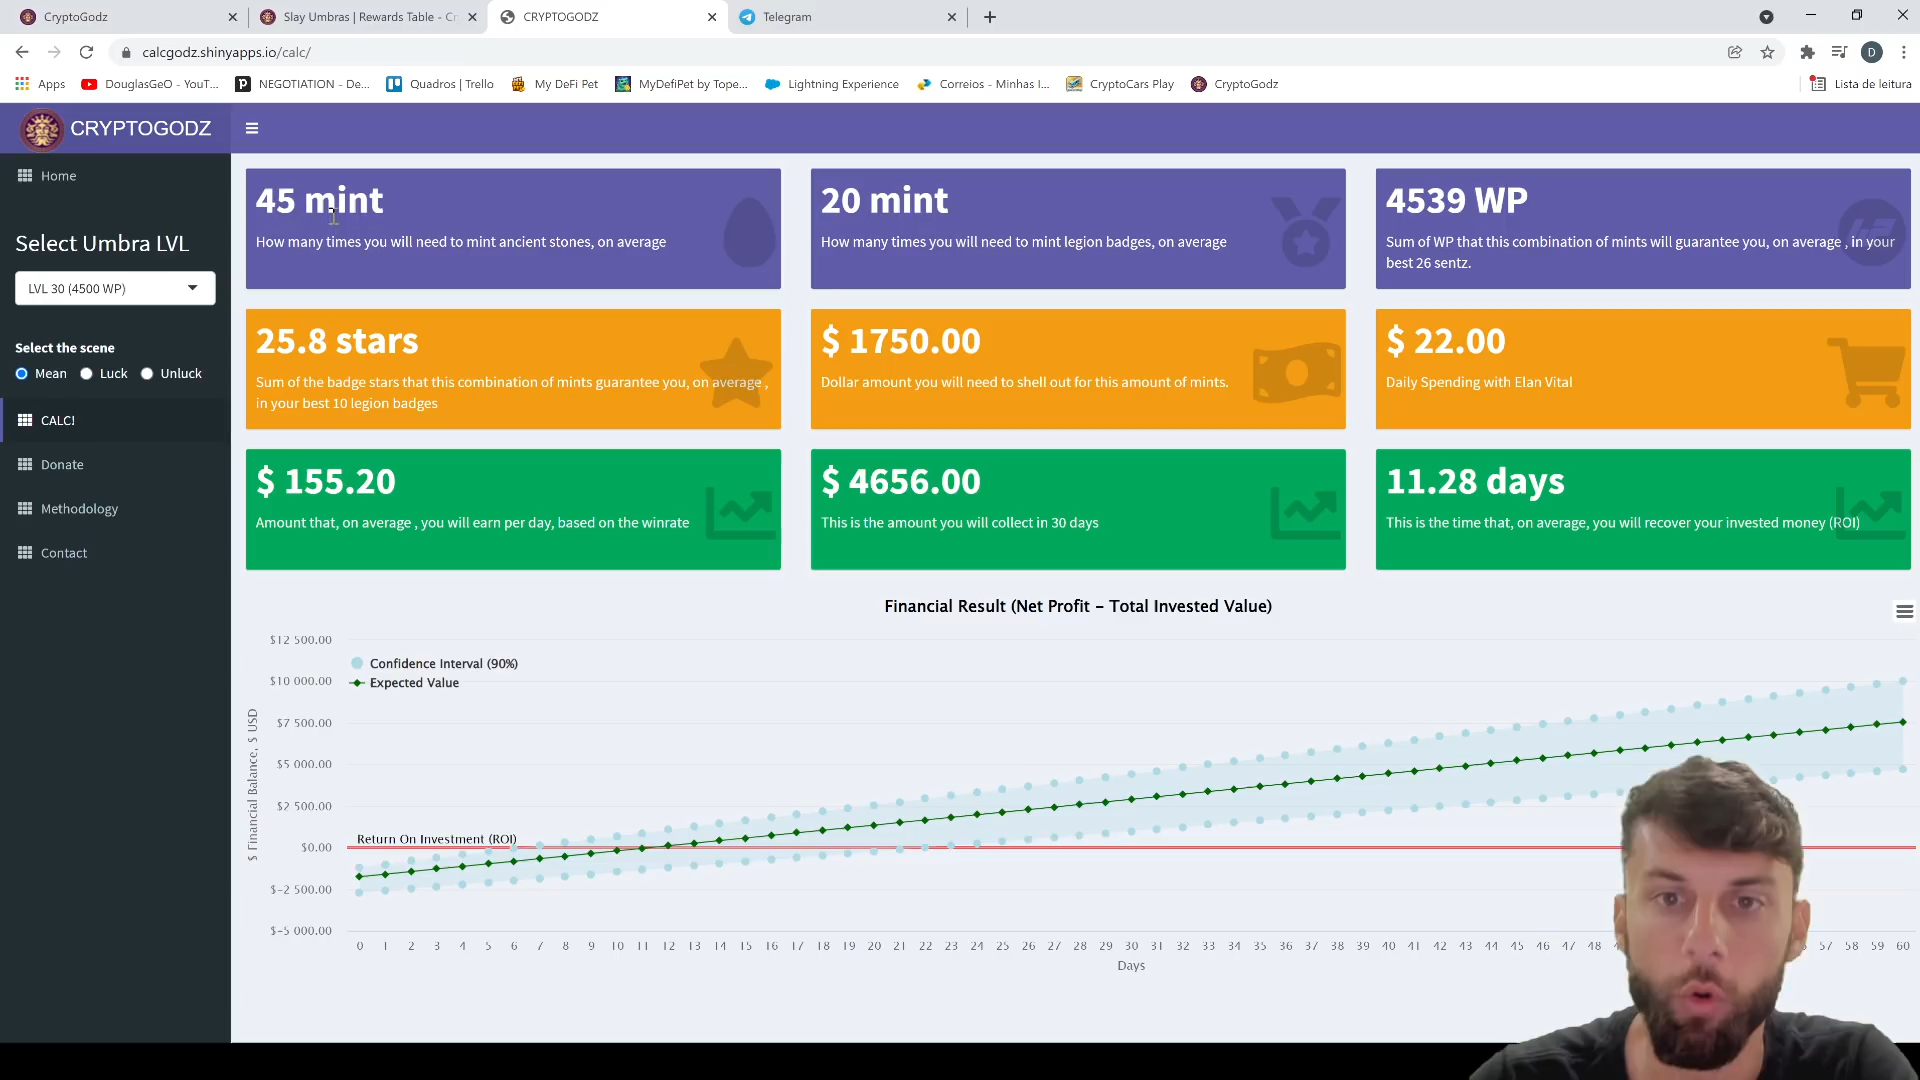 CryptoGodz
Slay Umbras | Rewards Table - Cr
CRYPTOGODZ
Telegram
calcgodz.shinyapps.io/calc/
D
Apps
DouglasGeO - YouT...
NEGOTIATION - De...
Quadros | Trello
My DeFi Pet
MyDefiPet by Tope...
Lightning Experience
Correios - Minhas I...
CryptoCars Play
CryptoGodz
Lista de leitura
CRYPTOGODZ
Home
Select Umbra LVL
LVL 30 (4500 WP)
Select the scene
Mean Luck Unluck
CALC!
Donate
Methodology
Contact
45 mint
How many times you will need to mint ancient stones, on average
20 mint
How many times you will need to mint legion badges, on average
4539 WP
Sum of WP that this combination of mints will guarantee you, on average , in your
best 26 sentz.
25.8 stars
Sum of the badge stars that this combination of mints guarantee you, on average ,
in your best 10 legion badges
$ 1750.00
Dollar amount you will need to shell out for this amount of mints.
$ 22.00
Daily Spending with Elan Vital
$ 155.20
Amount that, on average , you will earn per day, based on the winrate
$ 4656.00
This is the amount you will collect in 30 days
11.28 days
This is the time that, on average, you will recover your invested money (ROI)
Financial Result (Net Profit – Total Invested Value)
Confidence Interval (90%)
Expected Value
$ Financial Balance, $ USD
$12 500.00
$10 000.00
$7 500.00
$5 000.00
$2 500.00
$0.00
$-2 500.00
$-5 000.00
Return On Investment (ROI)
0 1 2 3 4 5 6 7 8 9 10 11 12 13 14 15 16 17 18 19 20 21 22 23 24 25 26 27 28 29 30 31 32 33 34 35 36 37 38 39 40 41 42 43 44 45 46 47 48 57 58 59 60
Days